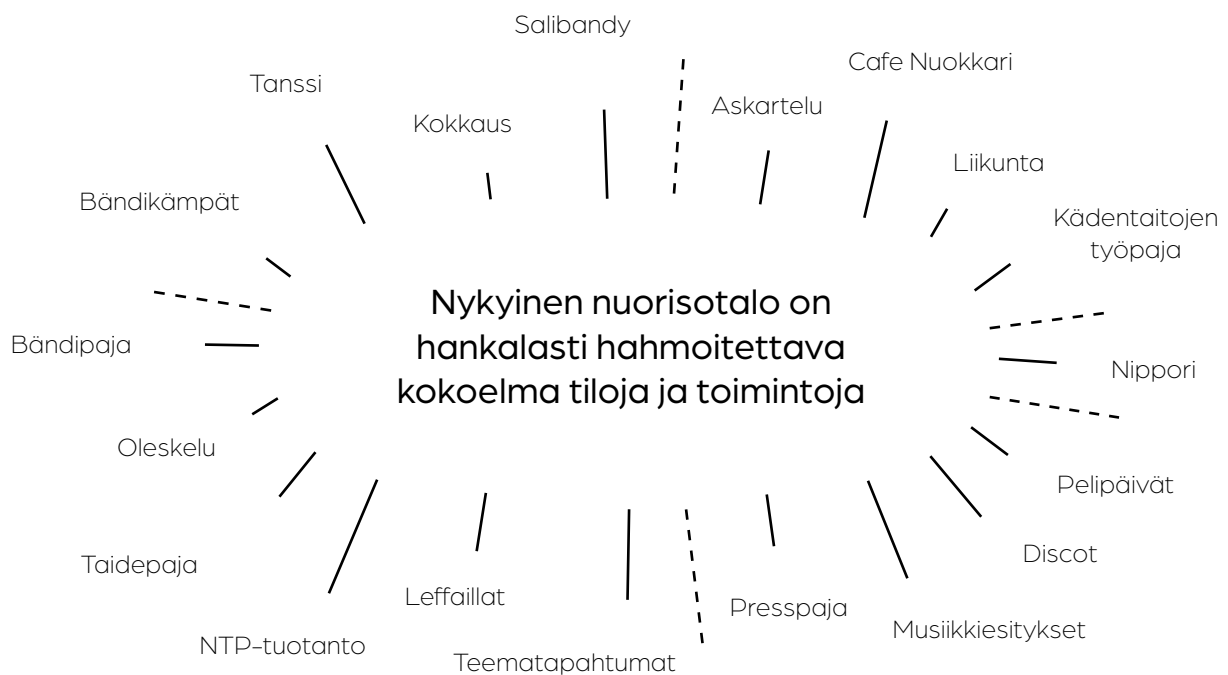 Salibandy
Cafe Nuokkari
Tanssi
Askartelu
Kokkaus
Liikunta
Bändikämpät
Kädentaitojen
työpaja
Nykyinen nuorisotalo on
hankalasti hahmoitettava
kokoelma tiloja ja toimintoja
Bändipaja
Nippori
Oleskelu
Pelipäivät
Taidepaja
Discot
Leffaillat
Presspaja
Musiikkiesitykset
NTP-tuotanto
Teematapahtumat